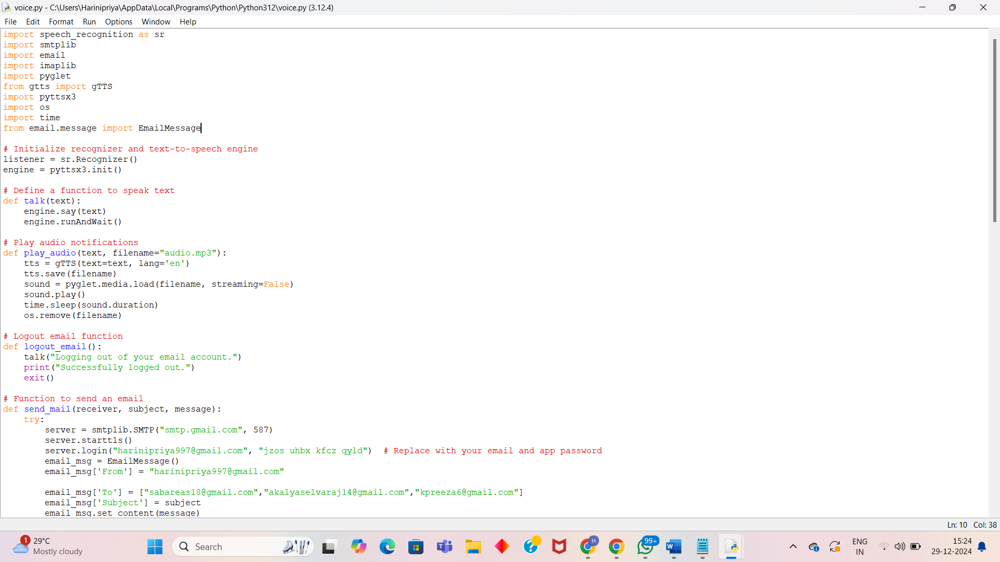 voice.py - C:\Users\Harinipriya\AppData\Local\Programs\Python\Python312\voice.py (3.12.4)
File Edit Format Run Options Window Help
import speech_recognition as sr
import smtplib
import email
import imaplib
import pyglet
from gtts import gTTS
import pyttsx3
import os
import time
from email.message import EmailMessage

# Initialize recognizer and text-to-speech engine
listener = sr.Recognizer()
engine = pyttsx3.init()

# Define a function to speak text
def talk(text):
    engine.say(text)
    engine.runAndWait()

# Play audio notifications
def play_audio(text, filename="audio.mp3"):
    tts = gTTS(text=text, lang='en')
    tts.save(filename)
    sound = pyglet.media.load(filename, streaming=False)
    sound.play()
    time.sleep(sound.duration)
    os.remove(filename)

# Logout email function
def logout_email():
    talk("Logging out of your email account.")
    print("Successfully logged out.")
    exit()

# Function to send an email
def send_mail(receiver, subject, message):
    try:
        server = smtplib.SMTP("smtp.gmail.com", 587)
        server.starttls()
        server.login("harinipriya997@gmail.com", "jzos uhbx kfcz qyld")  # Replace with your email and app password
        email_msg = EmailMessage()
        email_msg['From'] = "harinipriya997@gmail.com"

        email_msg['To'] = ["sabareas18@gmail.com","akalyaselvaraj14@gmail.com","kpreeza6@gmail.com"]
        email_msg['Subject'] = subject
        email_msg.set_content(message)
Ln: 10 Col: 38
1
29°C
Mostly cloudy
Search
H
99+
W
ENG
IN
15:24
29-12-2024